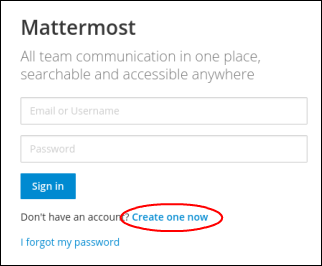 Mattermost
All team communication in one place,
searchable and accessible anywhere
Email or Username
Password
Sign in
Don't have an account? Create one now
I forgot my password